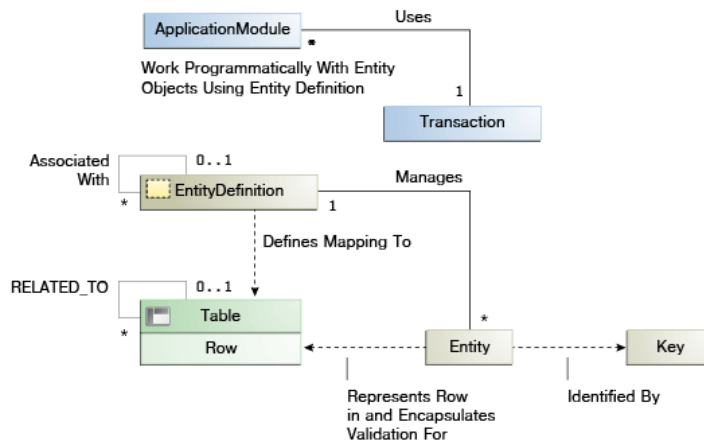 Uses
ApplicationModule
*
Work Programmatically With Entity
Objects Using Entity Definition
1
Transaction
Associated
With
0..1
*
EntityDefinition
1
Manages
Defines Mapping To
RELATED_TO
0..1
*
Table
Row
*
Entity
Key
Represents Row
in and Encapsulates
Validation For
Identified By